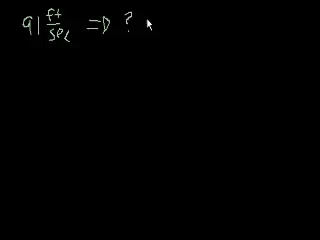 91 ft/sec ⇒ ?